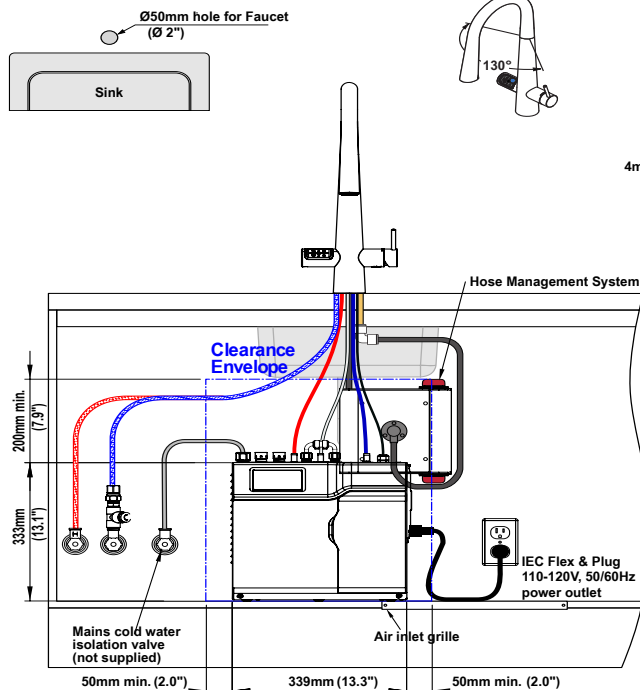 Ø50mm hole for Faucet
(Ø 2")
Sink
130°
4m
Hose Management System
Clearance
Envelope
200mm min.
(7.9")
333mm
(13.1")
IEC Flex & Plug
110-120V, 50/60Hz
power outlet
Mains cold water
isolation valve
(not supplied)
Air inlet grille
50mm min. (2.0")
339mm (13.3")
50mm min. (2.0")